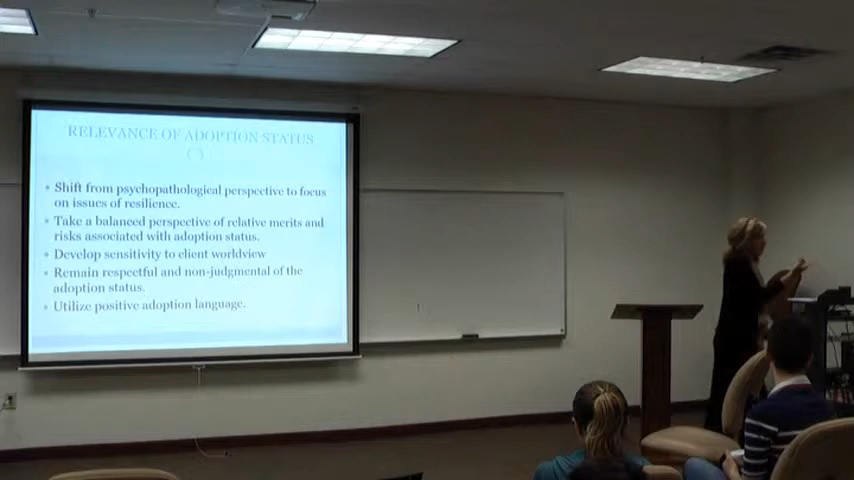 RELEVANCE OF ADOPTION STATUS
Shift from psychopathological perspective to focus
on issues of resilience.
Take a balanced perspective of relative merits and
risks associated with adoption status.
Develop sensitivity to client worldview
Remain respectful and non-judgmental of the
adoption status.
Utilize positive adoption language.